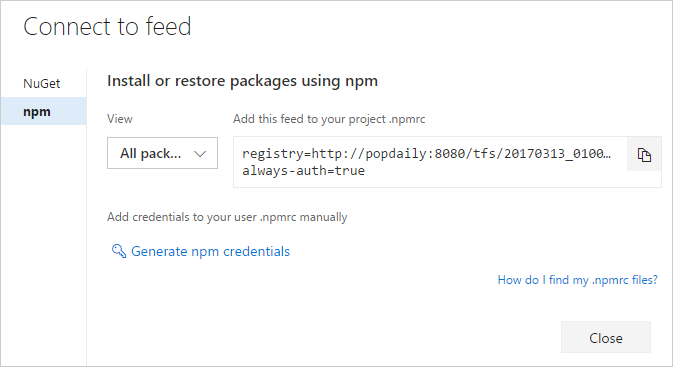 Connect to feed
NuGet
npm
Install or restore packages using npm
View
Add this feed to your project .npmrc
All pack...
registry=http://popdaily:8080/tfs/20170313_0100…
always-auth=true
Add credentials to your user .npmrc manually
Generate npm credentials
How do I find my .npmrc files?
Close